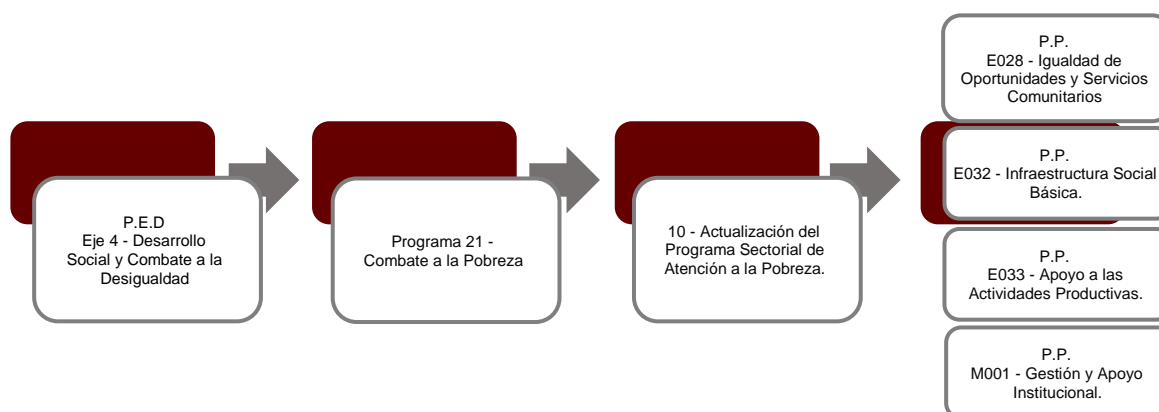 P.E.D
Eje 4 - Desarrollo
Social y Combate a la
Desigualdad
Programa 21 -
Combate a la Pobreza
10 - Actualización del
Programa Sectorial de
Atención a la Pobreza.
P.P.
E028 - Igualdad de
Oportunidades y Servicios
Comunitarios
P.P.
E032 - Infraestructura Social
Básica.
P.P.
E033 - Apoyo a las
Actividades Productivas.
P.P.
M001 - Gestión y Apoyo
Institucional.